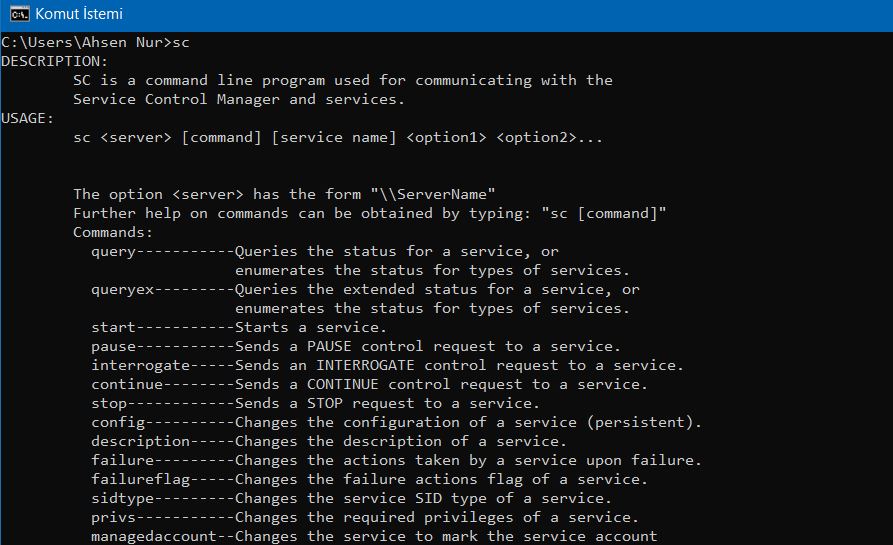 Komut İstemi
C:\Users\Ahsen Nur>sc
DESCRIPTION:
        SC is a command line program used for communicating with the
        Service Control Manager and services.
USAGE:
        sc <server> [command] [service name] <option1> <option2>...
        The option <server> has the form "\\ServerName"
        Further help on commands can be obtained by typing: "sc [command]"
        Commands:
          query-----------Queries the status for a service, or
                          enumerates the status for types of services.
          queryex---------Queries the extended status for a service, or
                          enumerates the status for types of services.
          start-----------Starts a service.
          pause-----------Sends a PAUSE control request to a service.
          interrogate-----Sends an INTERROGATE control request to a service.
          continue--------Sends a CONTINUE control request to a service.
          stop------------Sends a STOP request to a service.
          config----------Changes the configuration of a service (persistent).
          description-----Changes the description of a service.
          failure---------Changes the actions taken by a service upon failure.
          failureflag-----Changes the failure actions flag of a service.
          sidtype---------Changes the service SID type of a service.
          privs-----------Changes the required privileges of a service.
          managedaccount--Changes the service to mark the service account